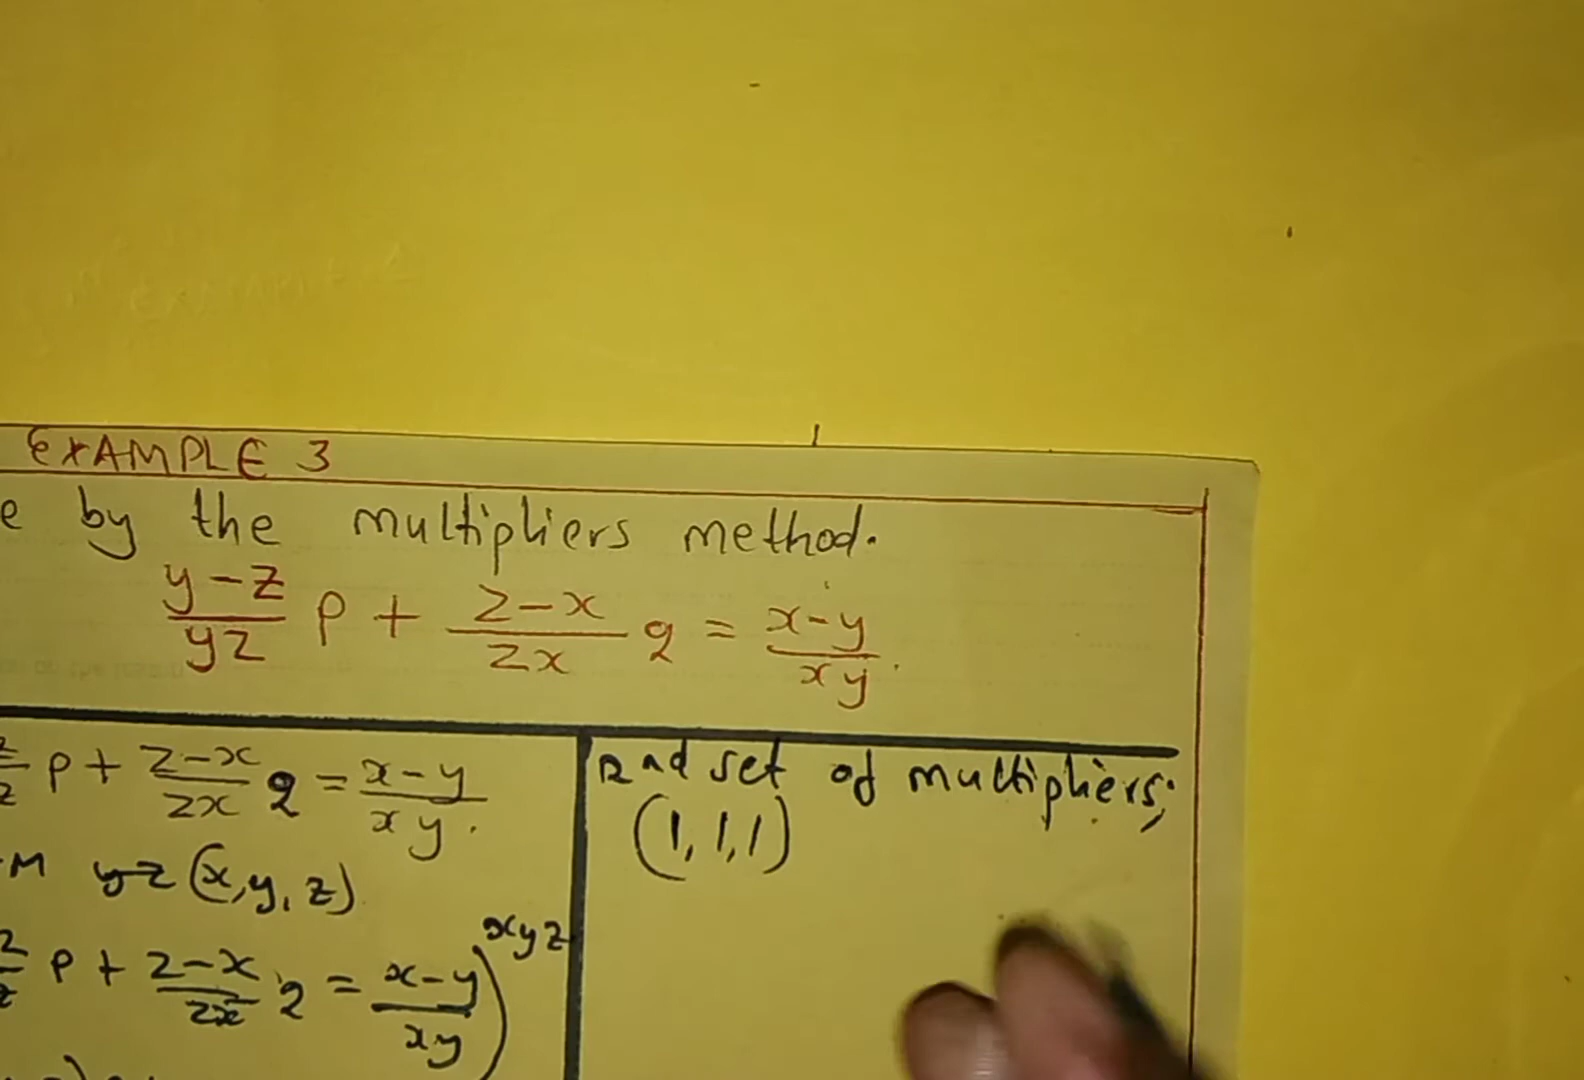 EXAMPLE 3
e by the multipliers method.
y-z/yz p + z-x/zx q = x-y/xy.
p + z-x/zx q = x-y/xy.
M yz (x, y, z)
p + z-x/zx q = x-y/xy) xyz
2nd set of multipliers;
(1, 1, 1)